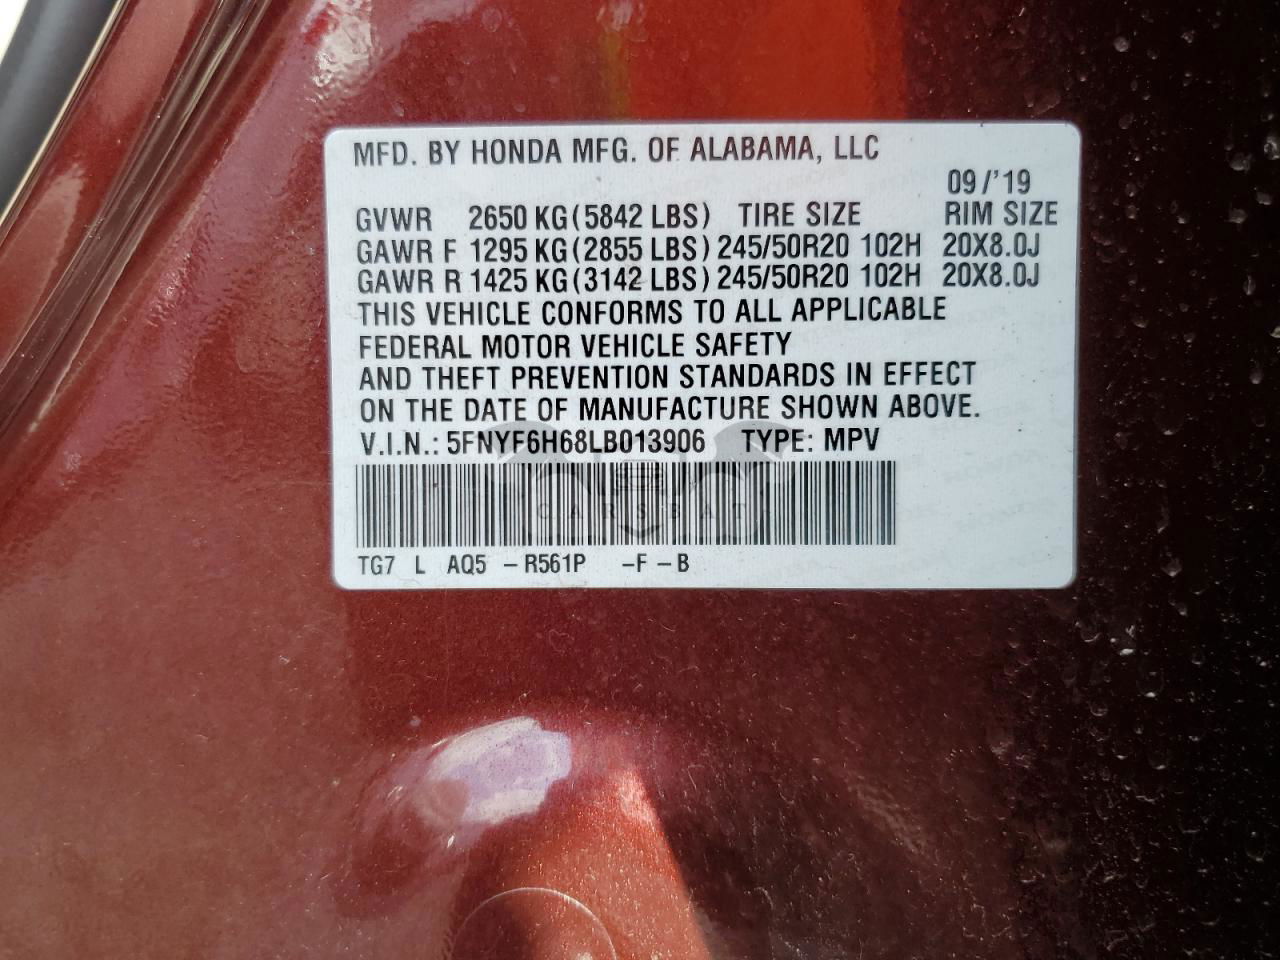 MFD. BY HONDA MFG. OF ALABAMA, LLC
09/'19
GVWR 2650 KG (5842 LBS) TIRE SIZE RIM SIZE
GAWR F 1295 KG (2855 LBS) 245/50R20 102H 20X8.0J
GAWR R 1425 KG (3142 LBS) 245/50R20 102H 20X8.0J
THIS VEHICLE CONFORMS TO ALL APPLICABLE
FEDERAL MOTOR VEHICLE SAFETY
AND THEFT PREVENTION STANDARDS IN EFFECT
ON THE DATE OF MANUFACTURE SHOWN ABOVE.
V.I.N.: 5FNYF6H68LB013906 TYPE: MPV
CARSBAT
TG7 L AQ5 -R561P -F-B